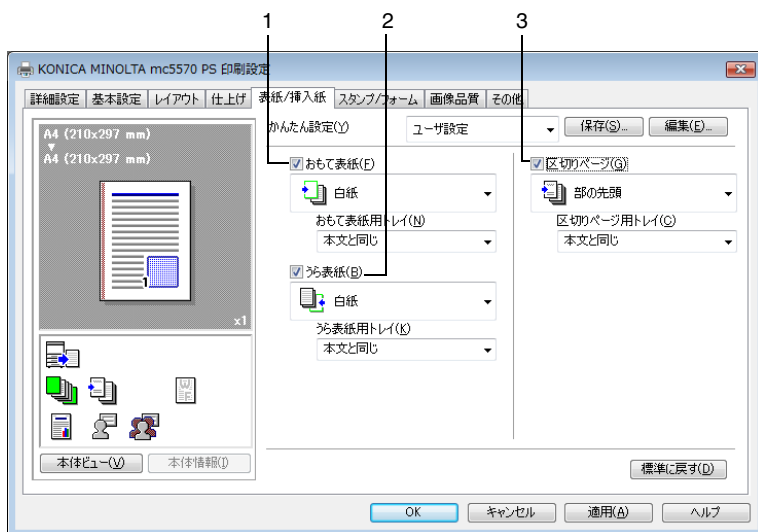 1 2 3
KONICA MINOLTA mc5570 PS 印刷設定
詳細設定 基本設定 レイアウト 仕上げ 表紙/挿入紙 スタンプ/フォーム 画像品質 その他
A4 (210x297 mm)
A4 (210x297 mm)
1
x1
本体ビュー(V) 本体情報(I)
かんたん設定(Y) ユーザ設定 保存(S)... 編集(E)...
おもて表紙(F)
白紙
おもて表紙用トレイ(N)
本文と同じ
うら表紙(B)
白紙
うら表紙用トレイ(K)
本文と同じ
区切りページ(G)
部の先頭
区切りページ用トレイ(C)
本文と同じ
標準に戻す(D)
OK キャンセル 適用(A) ヘルプ